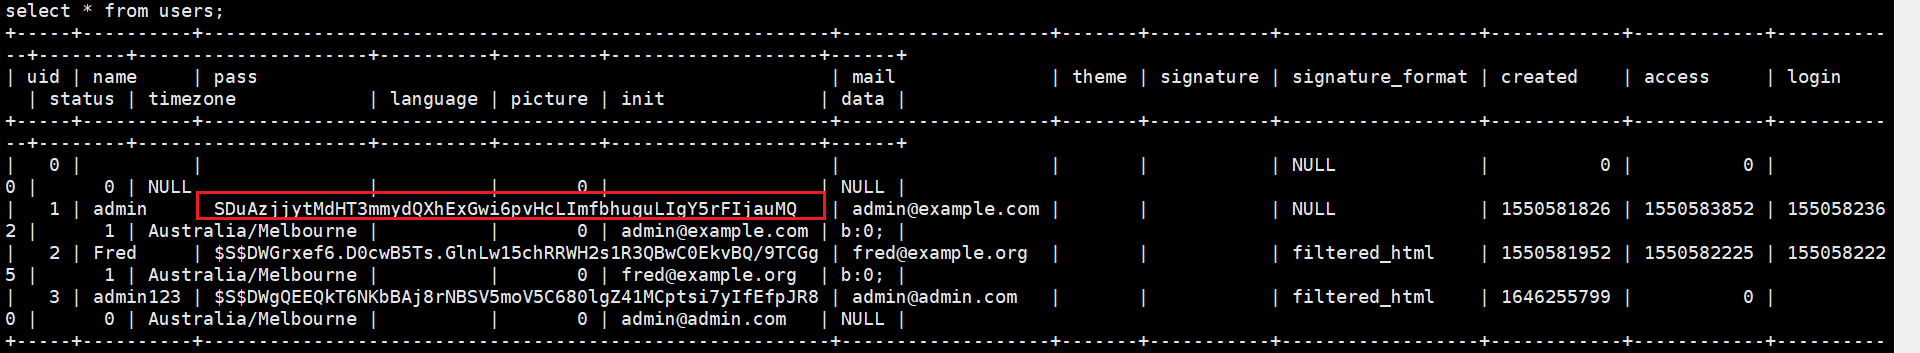 select * from users;
+-----+----------+---------------------------------------------------------+-------------------+-------+-----------+------------------+------------+------------+----------
--+--------+---------------------+----------+---------+-------------------+------+
| uid | name     | pass                                                    | mail              | theme | signature | signature_format | created    | access     | login
  | status | timezone            | language | picture | init              | data |
+-----+----------+---------------------------------------------------------+-------------------+-------+-----------+------------------+------------+------------+----------
--+--------+---------------------+----------+---------+-------------------+------+
|   0 |          |                                                         |                   |       |           | NULL             |          0 |          0 |
0 |      0 | NULL                |          |       0 |                   | NULL |
|   1 | admin      SDuAzjjytMdHT3mmydQXhExGwi6pvHcLImfbhuguLIgY5rFIjauMQ   | admin@example.com |       |           | NULL             | 1550581826 | 1550583852 | 155058236
2 |      1 | Australia/Melbourne |          |       0 | admin@example.com | b:0; |
|   2 | Fred     | $S$DWGrxef6.D0cwB5Ts.GlnLw15chRRWH2s1R3QBwC0EkvBQ/9TCGg | fred@example.org  |       |           | filtered_html    | 1550581952 | 1550582225 | 155058222
5 |      1 | Australia/Melbourne |          |       0 | fred@example.org  | b:0; |
|   3 | admin123 | $S$DWgQEEQkT6NKbBAj8rNBSV5moV5C680lgZ41MCptsi7yIfEfpJR8 | admin@admin.com   |       |           | filtered_html    | 1646255799 |          0 |
0 |      0 | Australia/Melbourne |          |       0 | admin@admin.com   | NULL |
+-----+----------+---------------------------------------------------------+-------------------+-------+-----------+------------------+------------+------------+----------